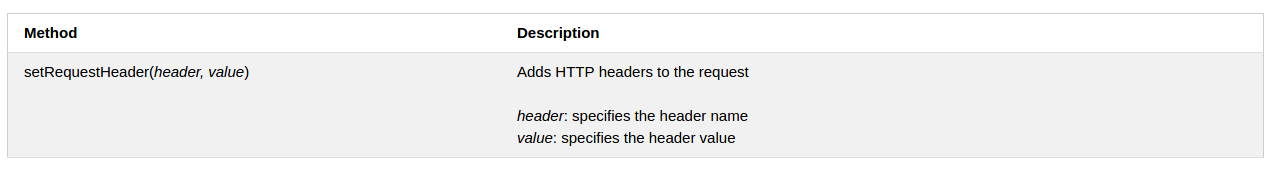 Method Description
setRequestHeader(header, value) Adds HTTP headers to the request
header: specifies the header name
value: specifies the header value